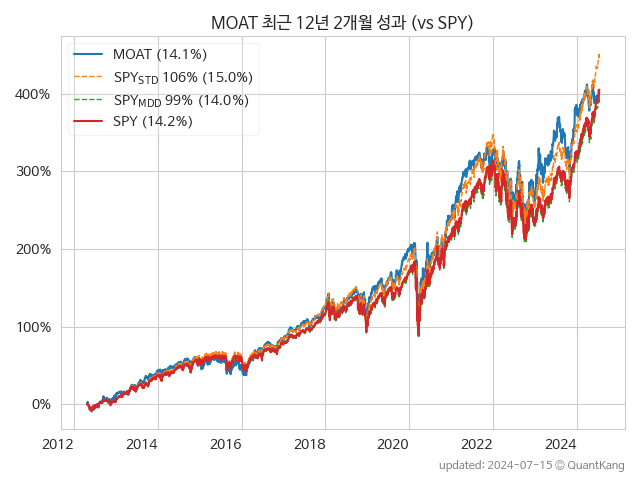 MOAT 최근 12년 2개월 성과 (vs SPY)
MOAT (14.1%)
SPY_STD 106% (15.0%)
SPY_MDD 99% (14.0%)
SPY (14.2%)
400%
300%
200%
100%
0%
2012 2014 2016 2018 2020 2022 2024
updated: 2024-07-15 © QuantKang